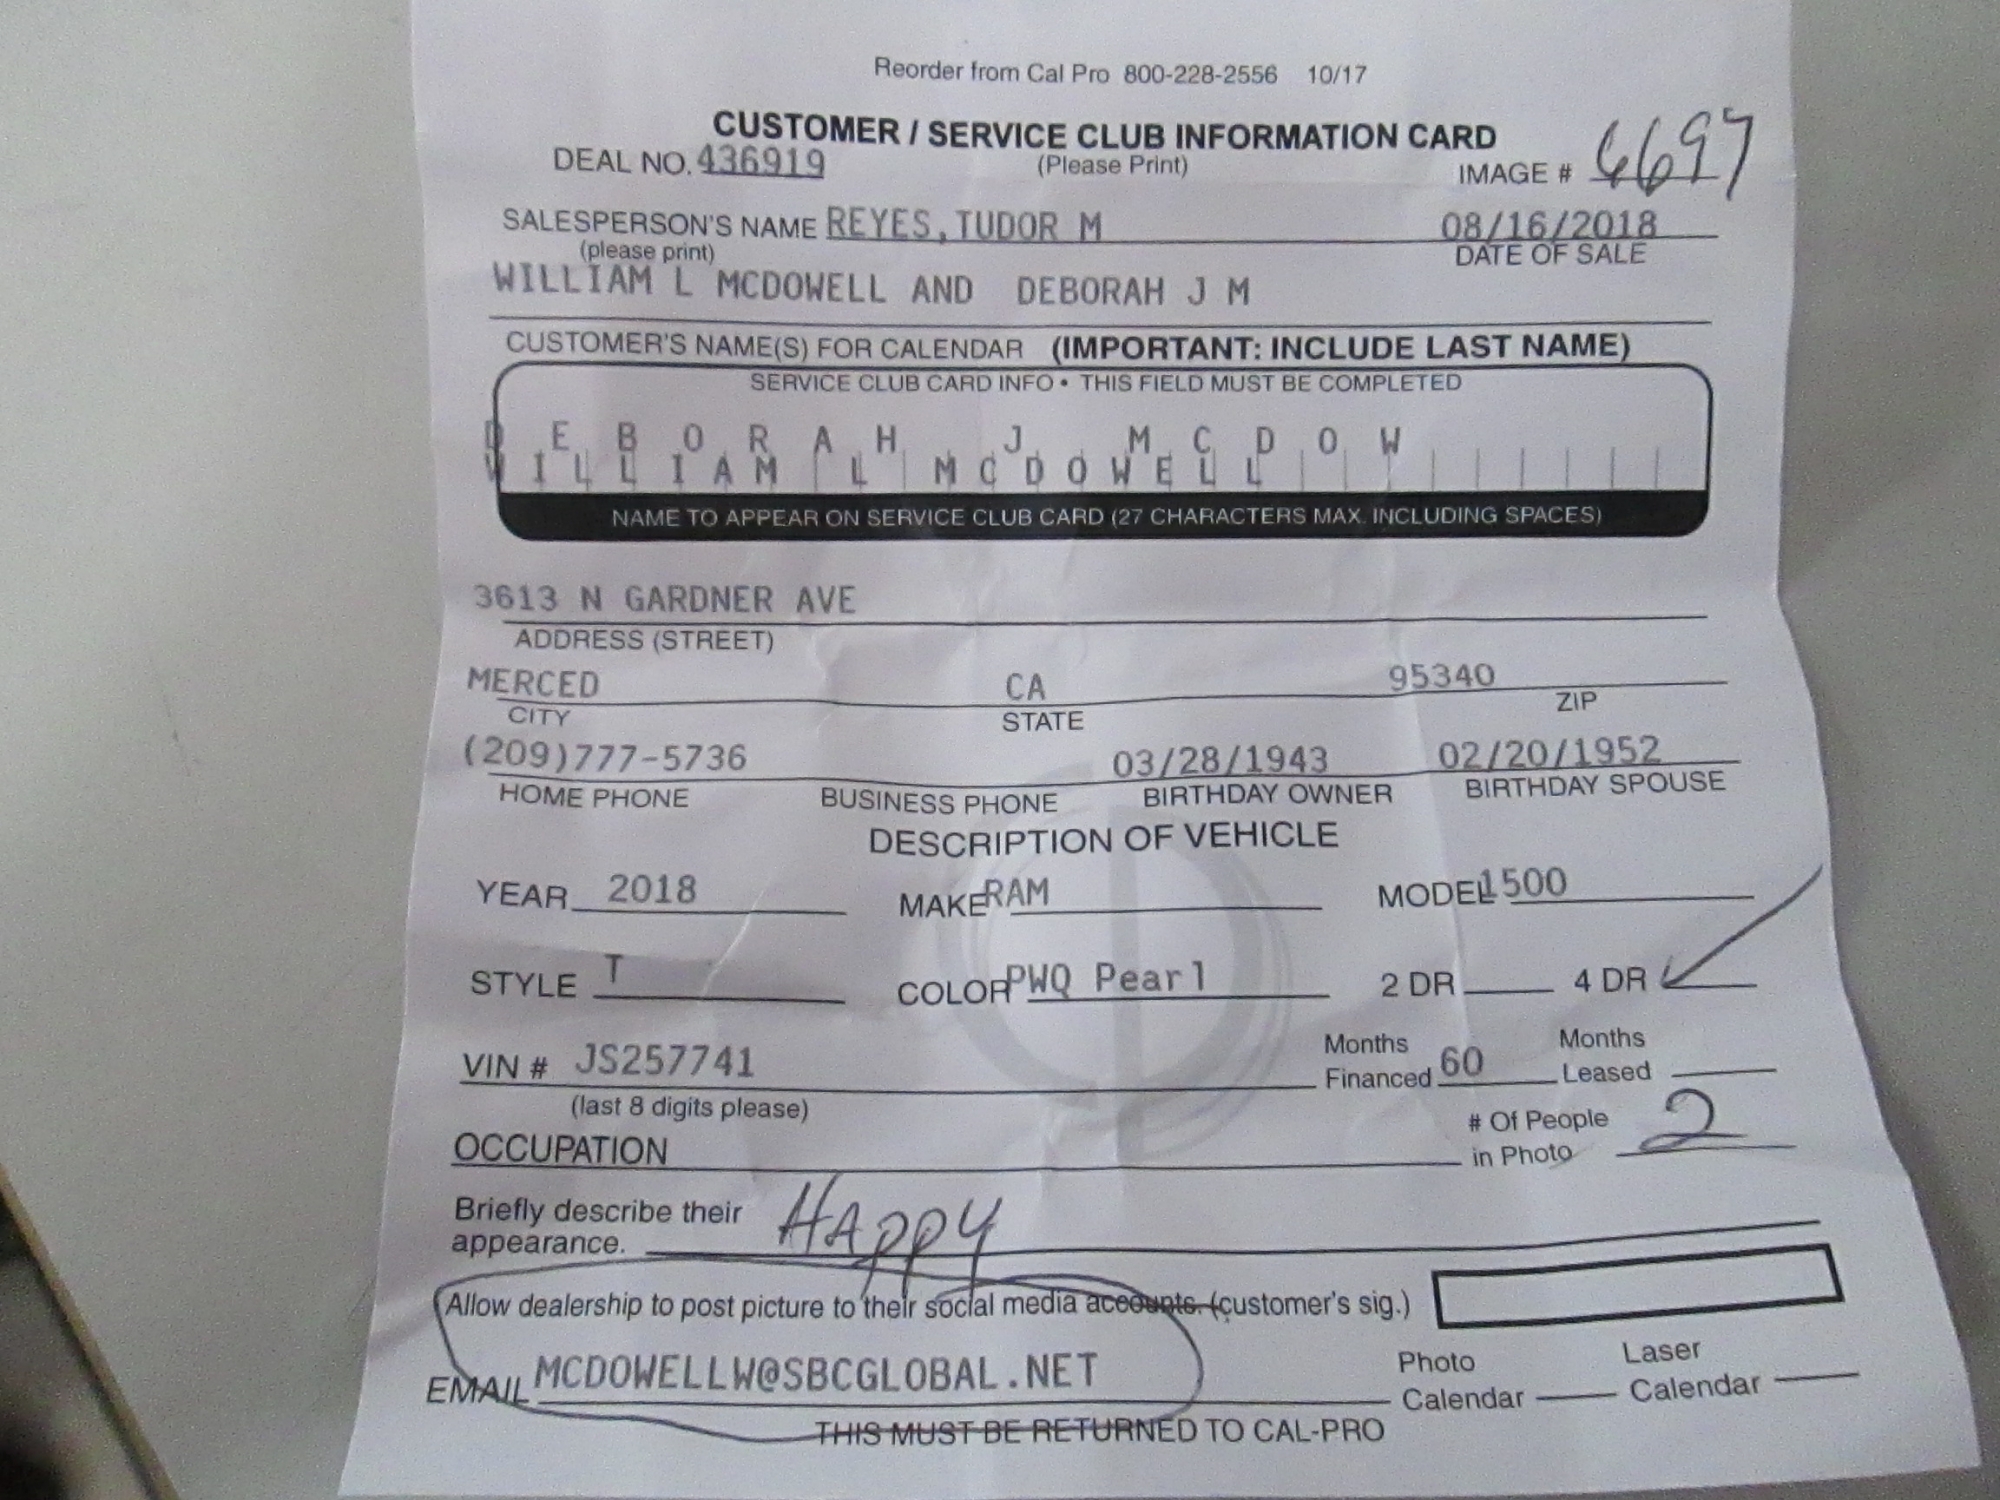 Reorder from Cal Pro 800-228-2556 10/17
CUSTOMER / SERVICE CLUB INFORMATION CARD
DEAL NO. 436919 (Please Print) IMAGE # 6697
SALESPERSON'S NAME REYES, TUDOR M 08/16/2018
(please print) DATE OF SALE
WILLIAM L MCDOWELL AND DEBORAH J M
CUSTOMER'S NAME(S) FOR CALENDAR (IMPORTANT: INCLUDE LAST NAME)
SERVICE CLUB CARD INFO • THIS FIELD MUST BE COMPLETED
DEBORAH J MCDOW
WILLIAM L MCDOWELL
NAME TO APPEAR ON SERVICE CLUB CARD (27 CHARACTERS MAX. INCLUDING SPACES)
3613 N GARDNER AVE
ADDRESS (STREET)
MERCED CA 95340
CITY STATE ZIP
(209)777-5736 03/28/1943 02/20/1952
HOME PHONE BUSINESS PHONE BIRTHDAY OWNER BIRTHDAY SPOUSE
DESCRIPTION OF VEHICLE
YEAR 2018 MAKE RAM MODEL 1500
STYLE T COLOR PWQ Pearl 2 DR 4 DR
VIN # JS257741 Months Financed 60 Months Leased
(last 8 digits please)
OCCUPATION # Of People in Photo 2
Briefly describe their appearance. HAPPY
Allow dealership to post picture to their social media accounts. (customer's sig.)
EMAIL MCDOWELLW@SBCGLOBAL.NET Photo Calendar Laser Calendar
THIS MUST BE RETURNED TO CAL-PRO